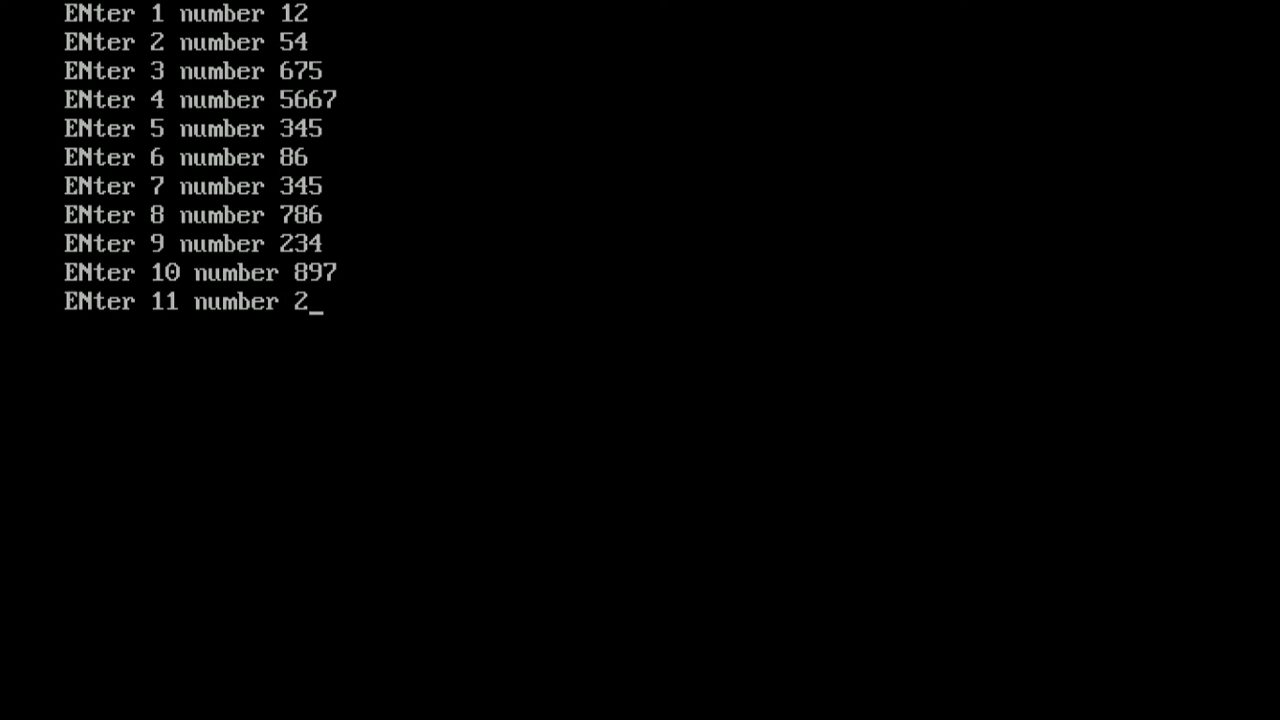 ENter 1 number 12
ENter 2 number 54
ENter 3 number 675
ENter 4 number 5667
ENter 5 number 345
ENter 6 number 86
ENter 7 number 345
ENter 8 number 786
ENter 9 number 234
ENter 10 number 897
ENter 11 number 2_